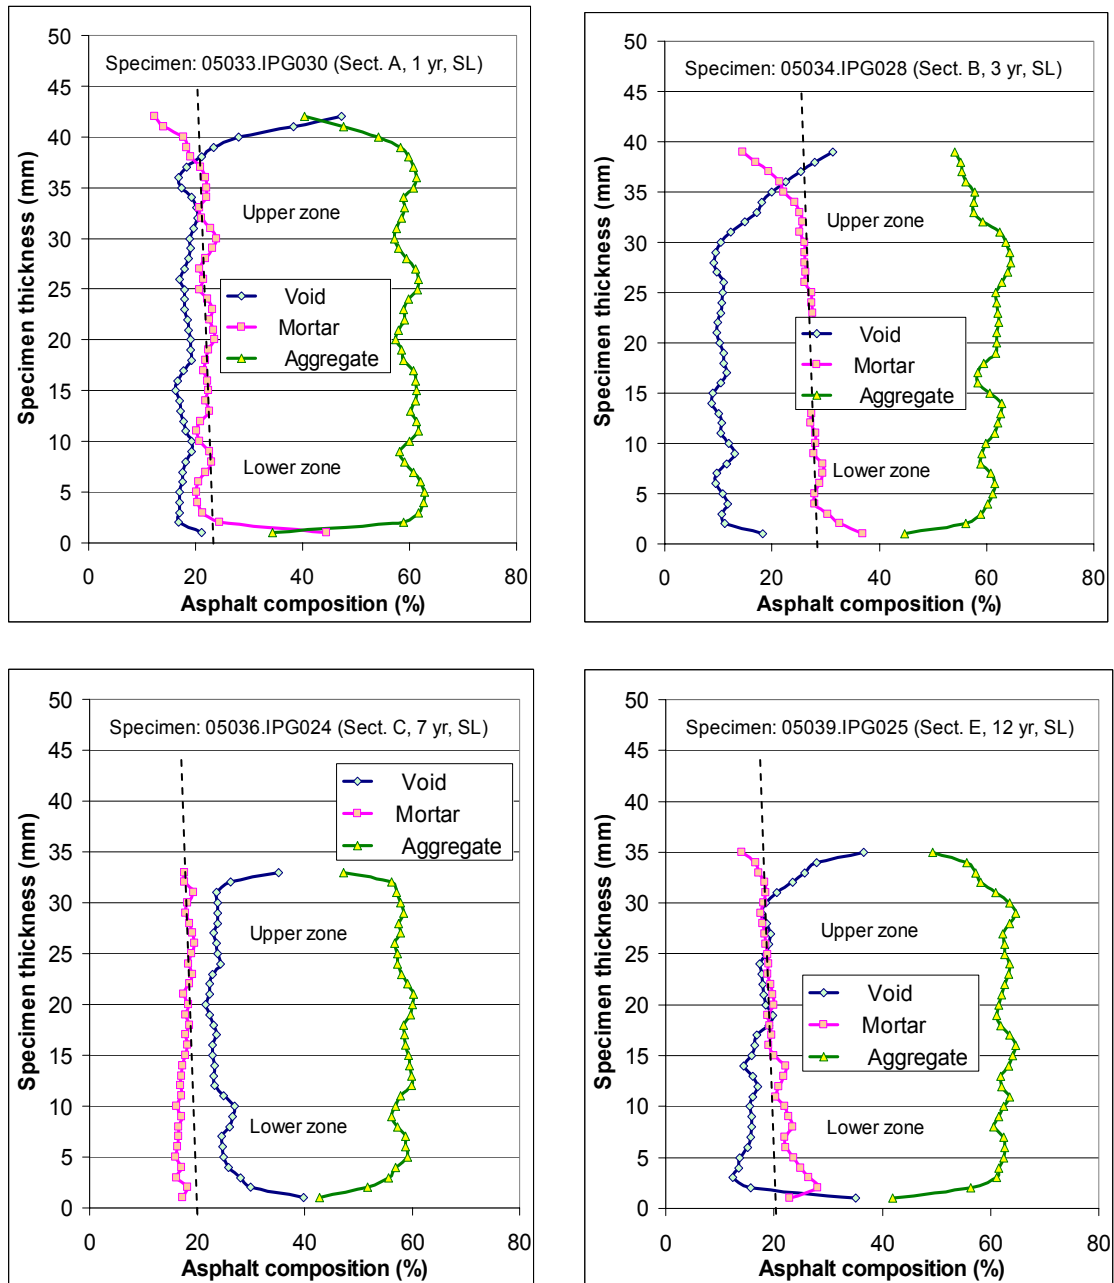 Specimen: 05033.IPG030 (Sect. A, 1 yr, SL)
Specimen thickness (mm)
50
45
40
35
30
25
20
15
10
5
0
Upper zone
Void
Mortar
Aggregate
Lower zone
0 20 40 60 80
Asphalt composition (%)
Specimen: 05034.IPG028 (Sect. B, 3 yr, SL)
Specimen thickness (mm)
50
45
40
35
30
25
20
15
10
5
0
Upper zone
Void
Mortar
Aggregate
Lower zone
0 20 40 60 80
Asphalt composition (%)
Specimen: 05036.IPG024 (Sect. C, 7 yr, SL)
Specimen thickness (mm)
50
45
40
35
30
25
20
15
10
5
0
Void
Mortar
Aggregate
Upper zone
Lower zone
0 20 40 60 80
Asphalt composition (%)
Specimen: 05039.IPG025 (Sect. E, 12 yr, SL)
Specimen thickness (mm)
50
45
40
35
30
25
20
15
10
5
0
Upper zone
Void
Mortar
Aggregate
Lower zone
0 20 40 60 80
Asphalt composition (%)